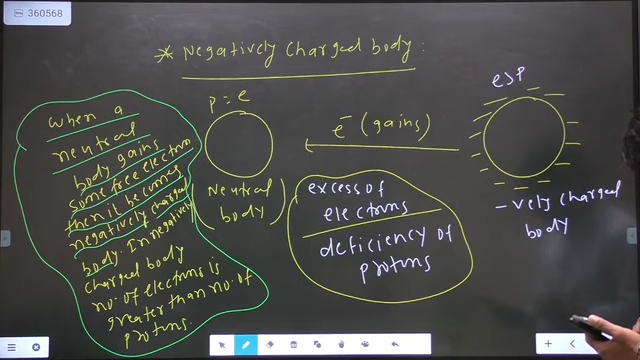 360568
* Negatively charged body :
when a
neutral
body gains
some free electron
then it becomes
negatively charged
body. In negatively
charged body
no. of electrons is
greater than no. of
protons.
p = e
(Neutral
body)
e⁻ (gains)
excess of
electrons
deficiency of
protons
e>p
-vely charged
body